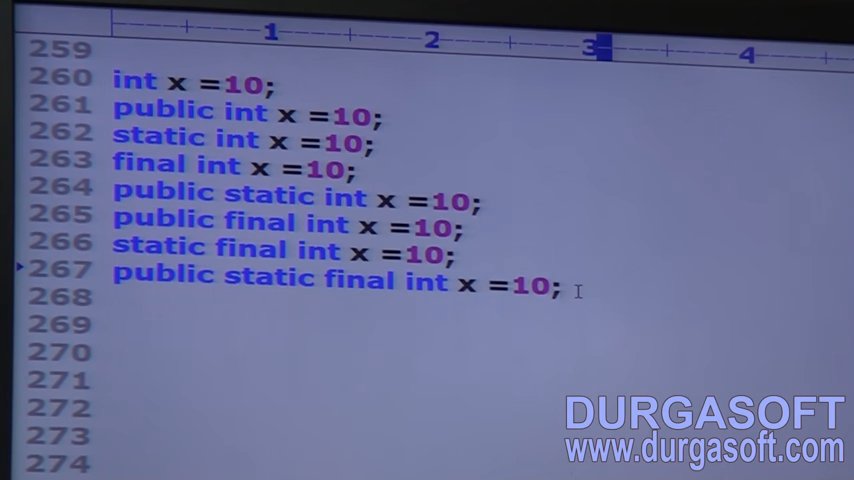 1 2 3 4
259
260 int x =10;
261 public int x =10;
262 static int x =10;
263 final int x =10;
264 public static int x =10;
265 public final int x =10;
266 static final int x =10;
267 public static final int x =10;
268
269
270
271
272
273
274
DURGASOFT
www.durgasoft.com